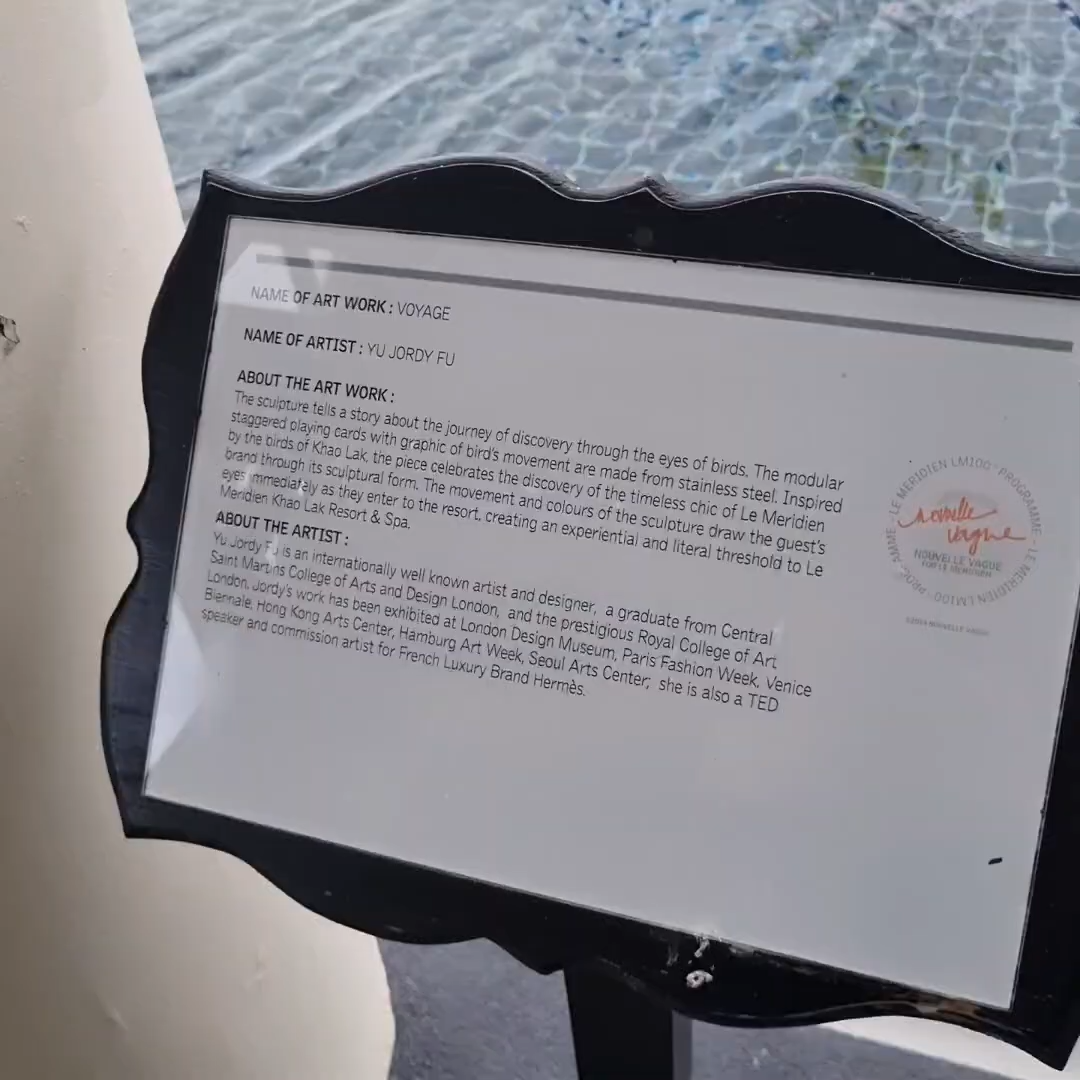 NAME OF ART WORK : VOYAGE
NAME OF ARTIST : YU JORDY FU
ABOUT THE ART WORK :
The sculpture tells a story about the journey of discovery through the eyes of birds. The modular
staggered playing cards with graphic of bird's movement are made from stainless steel. Inspired
by the birds of Khao Lak, the piece celebrates the discovery of the timeless chic of Le Meridien
brand through its sculptural form. The movement and colours of the sculpture draw the guest's
eyes immediately as they enter to the resort, creating an experiential and literal threshold to Le
Meridien Khao Lak Resort & Spa.
ABOUT THE ARTIST :
Yu Jordy Fu is an internationally well known artist and designer, a graduate from Central
Saint Martins College of Arts and Design London, and the prestigious Royal College of Art
London, Jordy's work has been exhibited at London Design Museum, Paris Fashion Week, Venice
Biennale, Hong Kong Arts Center, Hamburg Art Week, Seoul Arts Center; she is also a TED
speaker and commission artist for French Luxury Brand Hermès.
LE MERIDIEN LM100 PROGRAMME
LE MERIDIEN LM100
nouvelle
vague
NOUVELLE VAGUE
FOR LE MERIDIEN